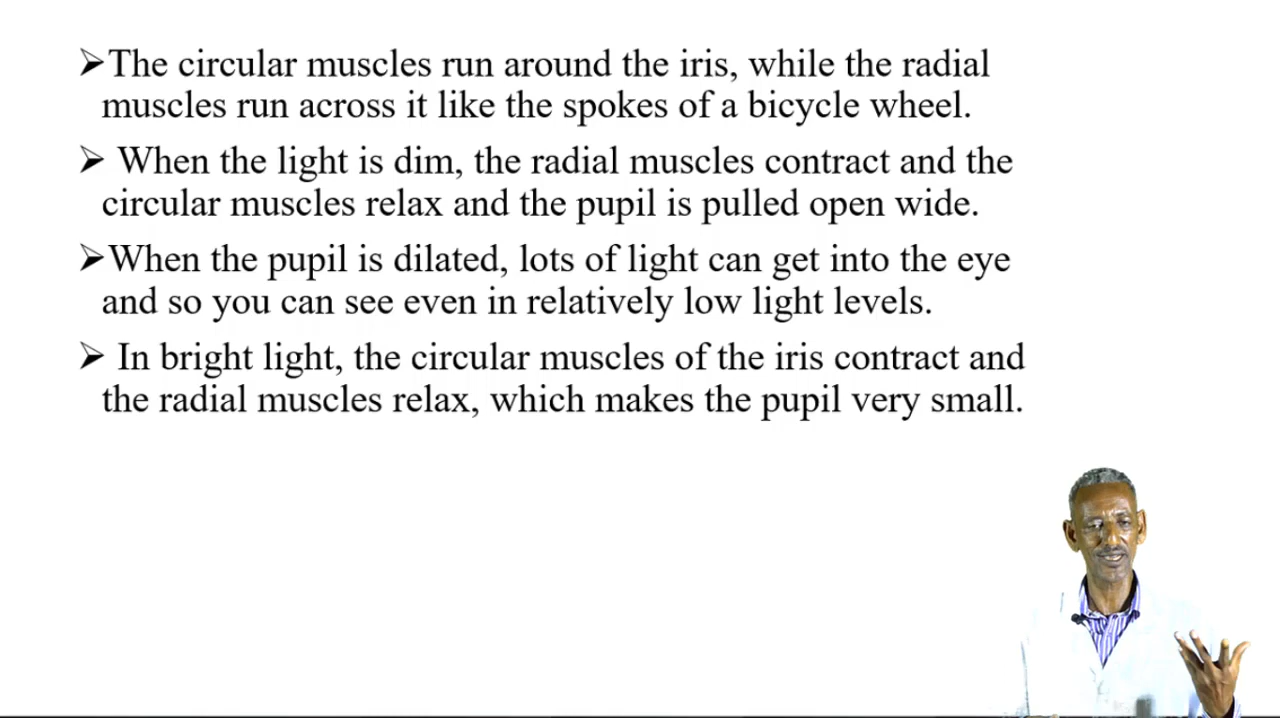 ➢The circular muscles run around the iris, while the radial
muscles run across it like the spokes of a bicycle wheel.
➢ When the light is dim, the radial muscles contract and the
circular muscles relax and the pupil is pulled open wide.
➢When the pupil is dilated, lots of light can get into the eye
and so you can see even in relatively low light levels.
➢ In bright light, the circular muscles of the iris contract and
the radial muscles relax, which makes the pupil very small.